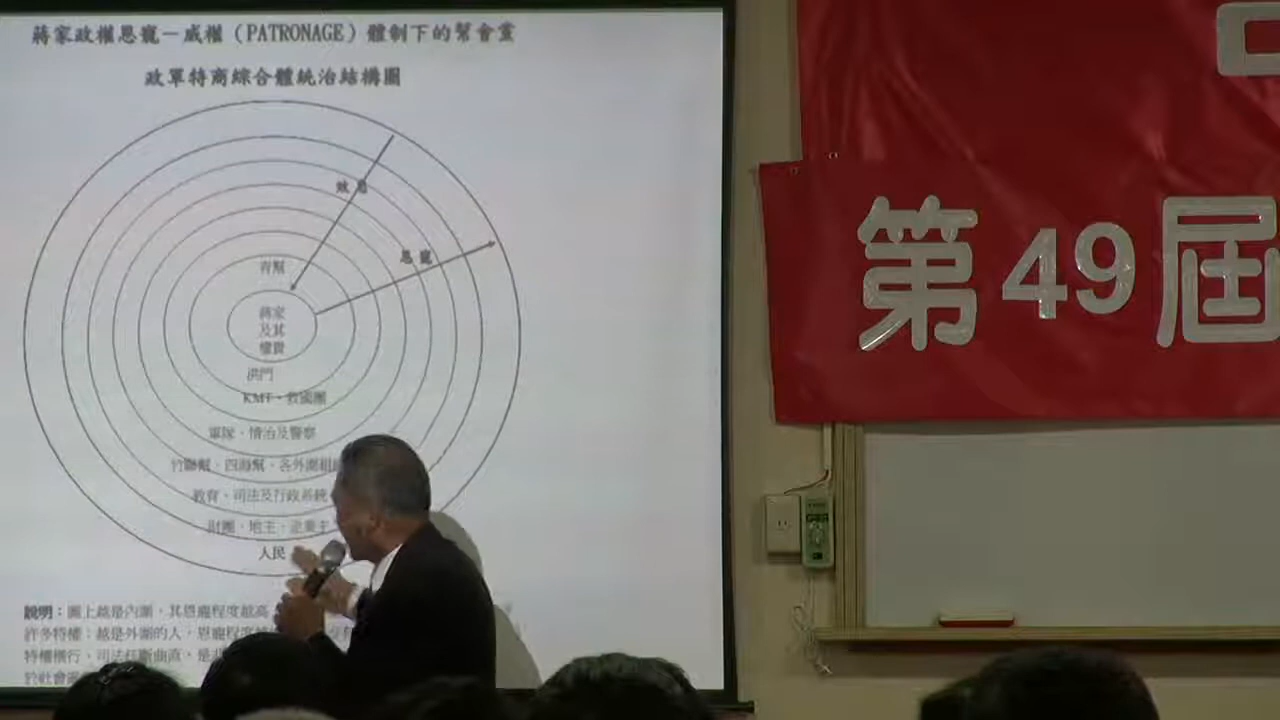 蔣家政權恩寵－威權（PATRONAGE）體制下的幫會黨
政軍特商綜合體統治結構圖
效忠
恩寵
青幫
蔣家
及其
權貴
洪門
KMT、救國團
軍隊、情治及警察
竹聯幫、四海幫、各外圍組
教育、司法及行政系統
財團、地主、企業主
人民
說明：圖上越是內圈，其恩寵程度越高
許多特權；越是外圍的人，恩寵程度
特權橫行，司法任斷曲直，是非
於社會
第49屆